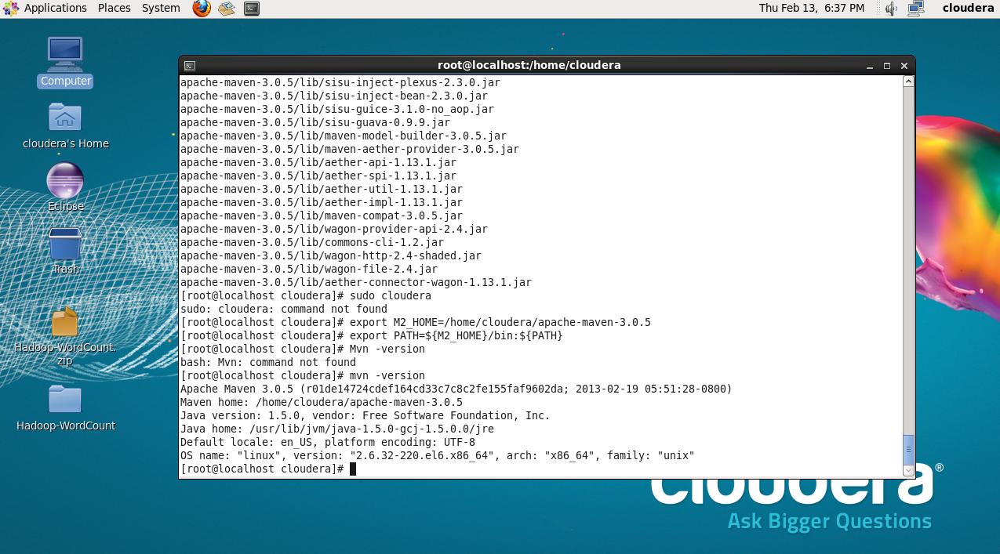 Applications Places System
Thu Feb 13, 6:37 PM
cloudera
Computer
cloudera's Home
Eclipse
Trash
Hadoop-WordCount.
zip
Hadoop-WordCount
root@localhost:/home/cloudera
apache-maven-3.0.5/lib/sisu-inject-plexus-2.3.0.jar
apache-maven-3.0.5/lib/sisu-inject-bean-2.3.0.jar
apache-maven-3.0.5/lib/sisu-guice-3.1.0-no_aop.jar
apache-maven-3.0.5/lib/sisu-guava-0.9.9.jar
apache-maven-3.0.5/lib/maven-model-builder-3.0.5.jar
apache-maven-3.0.5/lib/maven-aether-provider-3.0.5.jar
apache-maven-3.0.5/lib/aether-api-1.13.1.jar
apache-maven-3.0.5/lib/aether-spi-1.13.1.jar
apache-maven-3.0.5/lib/aether-util-1.13.1.jar
apache-maven-3.0.5/lib/aether-impl-1.13.1.jar
apache-maven-3.0.5/lib/maven-compat-3.0.5.jar
apache-maven-3.0.5/lib/wagon-provider-api-2.4.jar
apache-maven-3.0.5/lib/commons-cli-1.2.jar
apache-maven-3.0.5/lib/wagon-http-2.4-shaded.jar
apache-maven-3.0.5/lib/wagon-file-2.4.jar
apache-maven-3.0.5/lib/aether-connector-wagon-1.13.1.jar
[root@localhost cloudera]# sudo cloudera
sudo: cloudera: command not found
[root@localhost cloudera]# export M2_HOME=/home/cloudera/apache-maven-3.0.5
[root@localhost cloudera]# export PATH=${M2_HOME}/bin:${PATH}
[root@localhost cloudera]# Mvn -version
bash: Mvn: command not found
[root@localhost cloudera]# mvn -version
Apache Maven 3.0.5 (r01de14724cdef164cd33c7c8c2fe155faf9602da; 2013-02-19 05:51:28-0800)
Maven home: /home/cloudera/apache-maven-3.0.5
Java version: 1.5.0, vendor: Free Software Foundation, Inc.
Java home: /usr/lib/jvm/java-1.5.0-gcj-1.5.0.0/jre
Default locale: en_US, platform encoding: UTF-8
OS name: "linux", version: "2.6.32-220.el6.x86_64", arch: "x86_64", family: "unix"
[root@localhost cloudera]#
cloudera®
Ask Bigger Questions